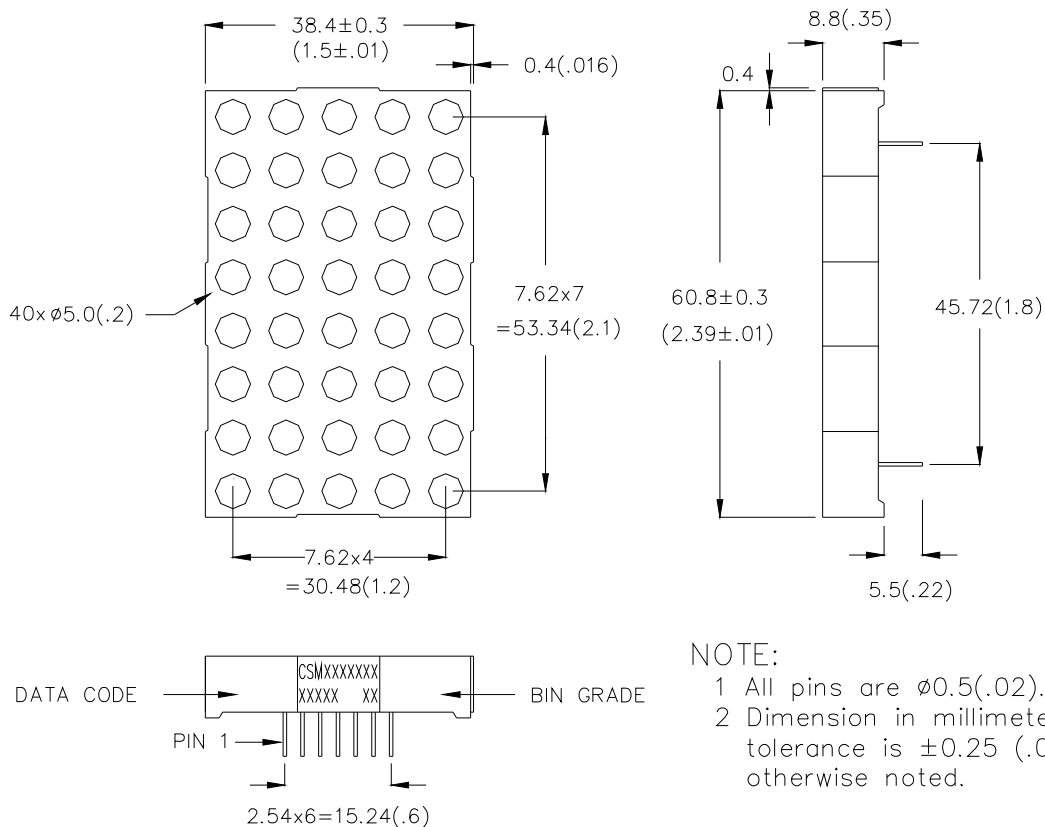 38.4±0.3
(1.5±.01)
0.4(.016)
8.8(.35)
0.4
40x ø5.0(.2)
7.62x7
=53.34(2.1)
60.8±0.3
(2.39±.01)
45.72(1.8)
7.62x4
=30.48(1.2)
5.5(.22)
CSMXXXXXXX
XXXXX XX
DATA CODE
BIN GRADE
PIN 1
2.54x6=15.24(.6)
NOTE:
1 All pins are ø0.5(.02).
2 Dimension in millimete
tolerance is ±0.25 (.0
otherwise noted.